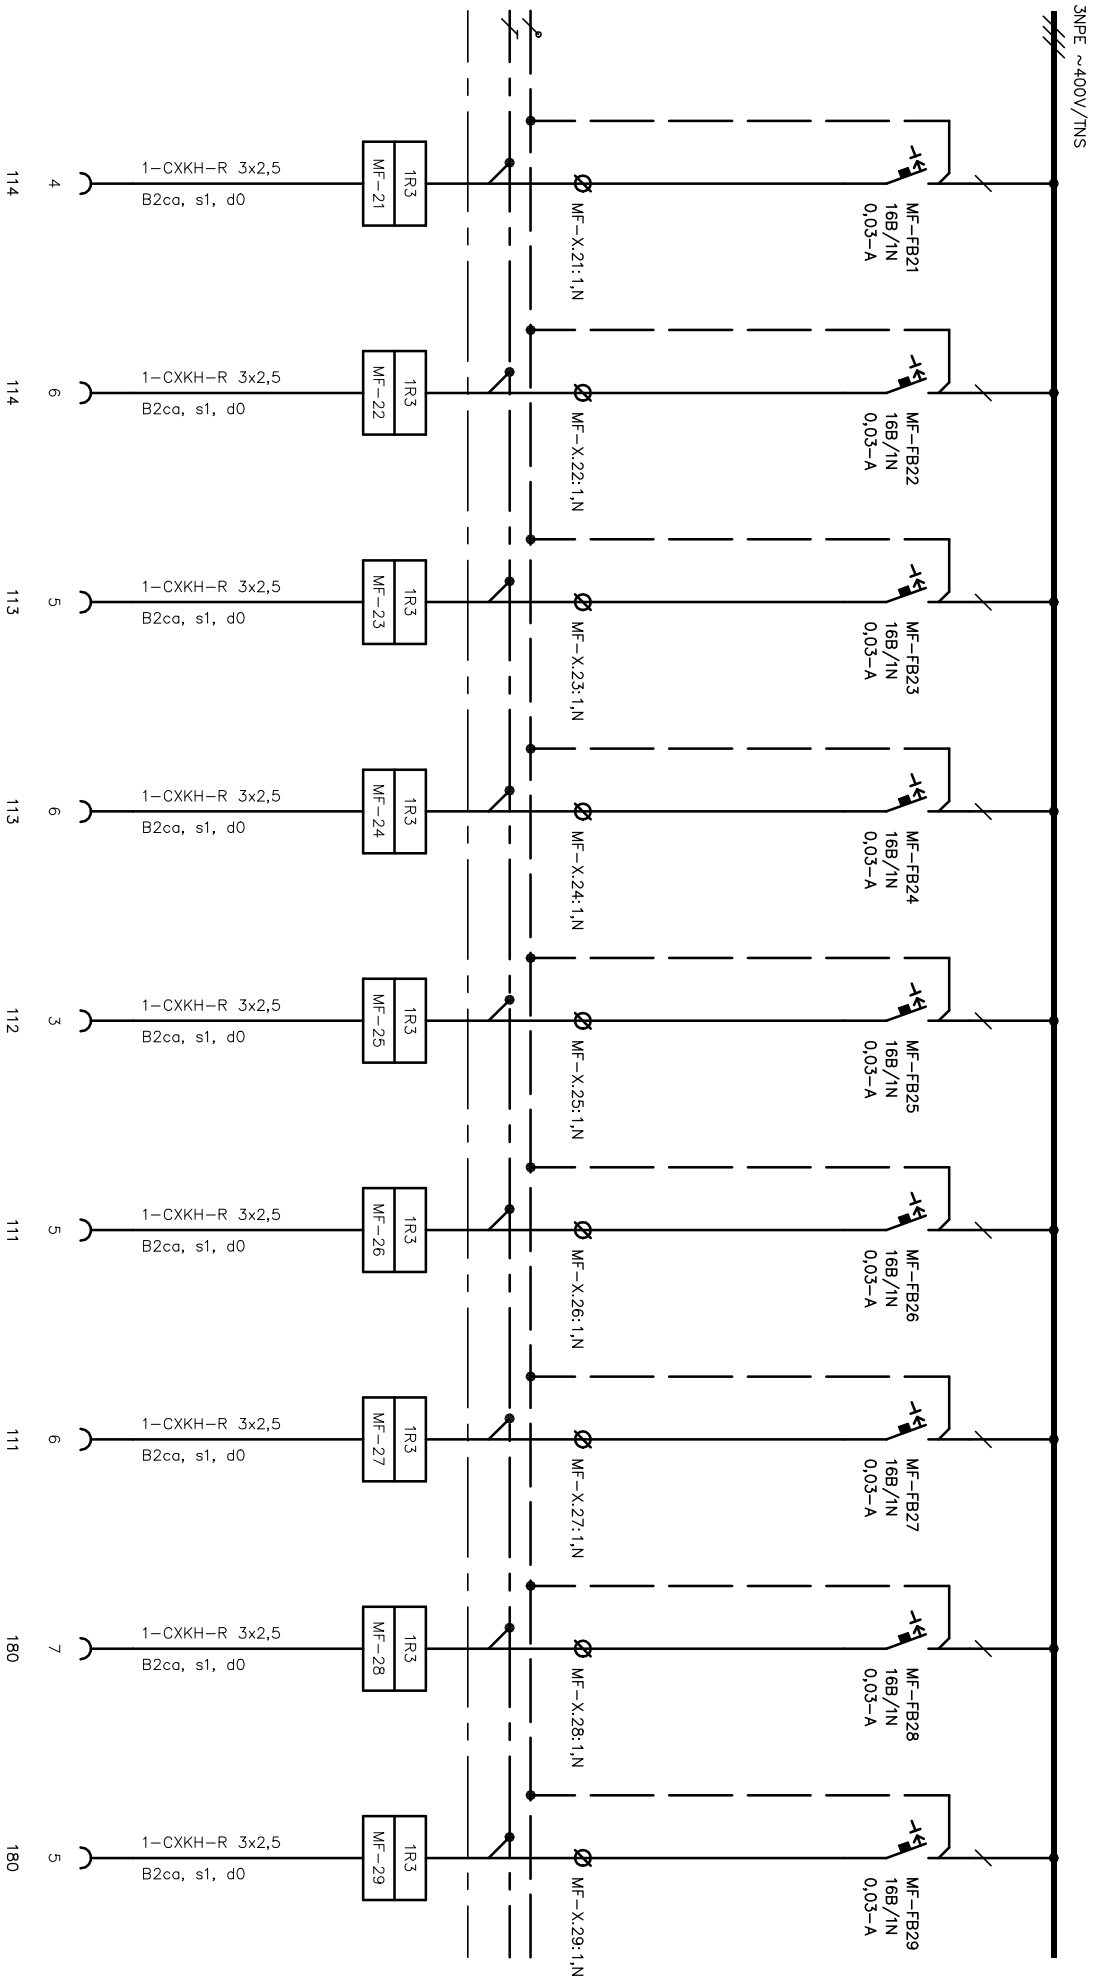 3NPE ~400V/TNS
MF-FB21
16B/1N
0,03-A
MF-X.21:1,N
1R3
MF-21
1-CXKH-R 3x2,5
B2ca, s1, d0
4
114
MF-FB22
16B/1N
0,03-A
MF-X.22:1,N
1R3
MF-22
1-CXKH-R 3x2,5
B2ca, s1, d0
6
114
MF-FB23
16B/1N
0,03-A
MF-X.23:1,N
1R3
MF-23
1-CXKH-R 3x2,5
B2ca, s1, d0
5
113
MF-FB24
16B/1N
0,03-A
MF-X.24:1,N
1R3
MF-24
1-CXKH-R 3x2,5
B2ca, s1, d0
6
113
MF-FB25
16B/1N
0,03-A
MF-X.25:1,N
1R3
MF-25
1-CXKH-R 3x2,5
B2ca, s1, d0
3
112
MF-FB26
16B/1N
0,03-A
MF-X.26:1,N
1R3
MF-26
1-CXKH-R 3x2,5
B2ca, s1, d0
5
111
MF-FB27
16B/1N
0,03-A
MF-X.27:1,N
1R3
MF-27
1-CXKH-R 3x2,5
B2ca, s1, d0
6
111
MF-FB28
16B/1N
0,03-A
MF-X.28:1,N
1R3
MF-28
1-CXKH-R 3x2,5
B2ca, s1, d0
7
180
MF-FB29
16B/1N
0,03-A
MF-X.29:1,N
1R3
MF-29
1-CXKH-R 3x2,5
B2ca, s1, d0
5
180